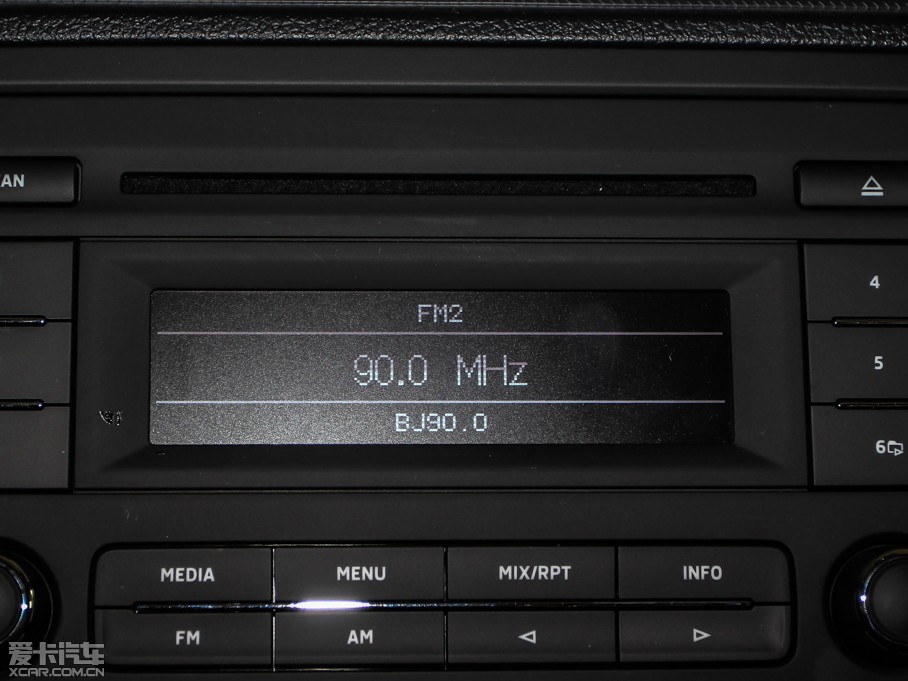 AN
FM2
4
90.0 MHz
5
BJ90.0
6
MEDIA MENU MIX/RPT INFO
FM AM
爱卡汽车
XCAR.COM.CN